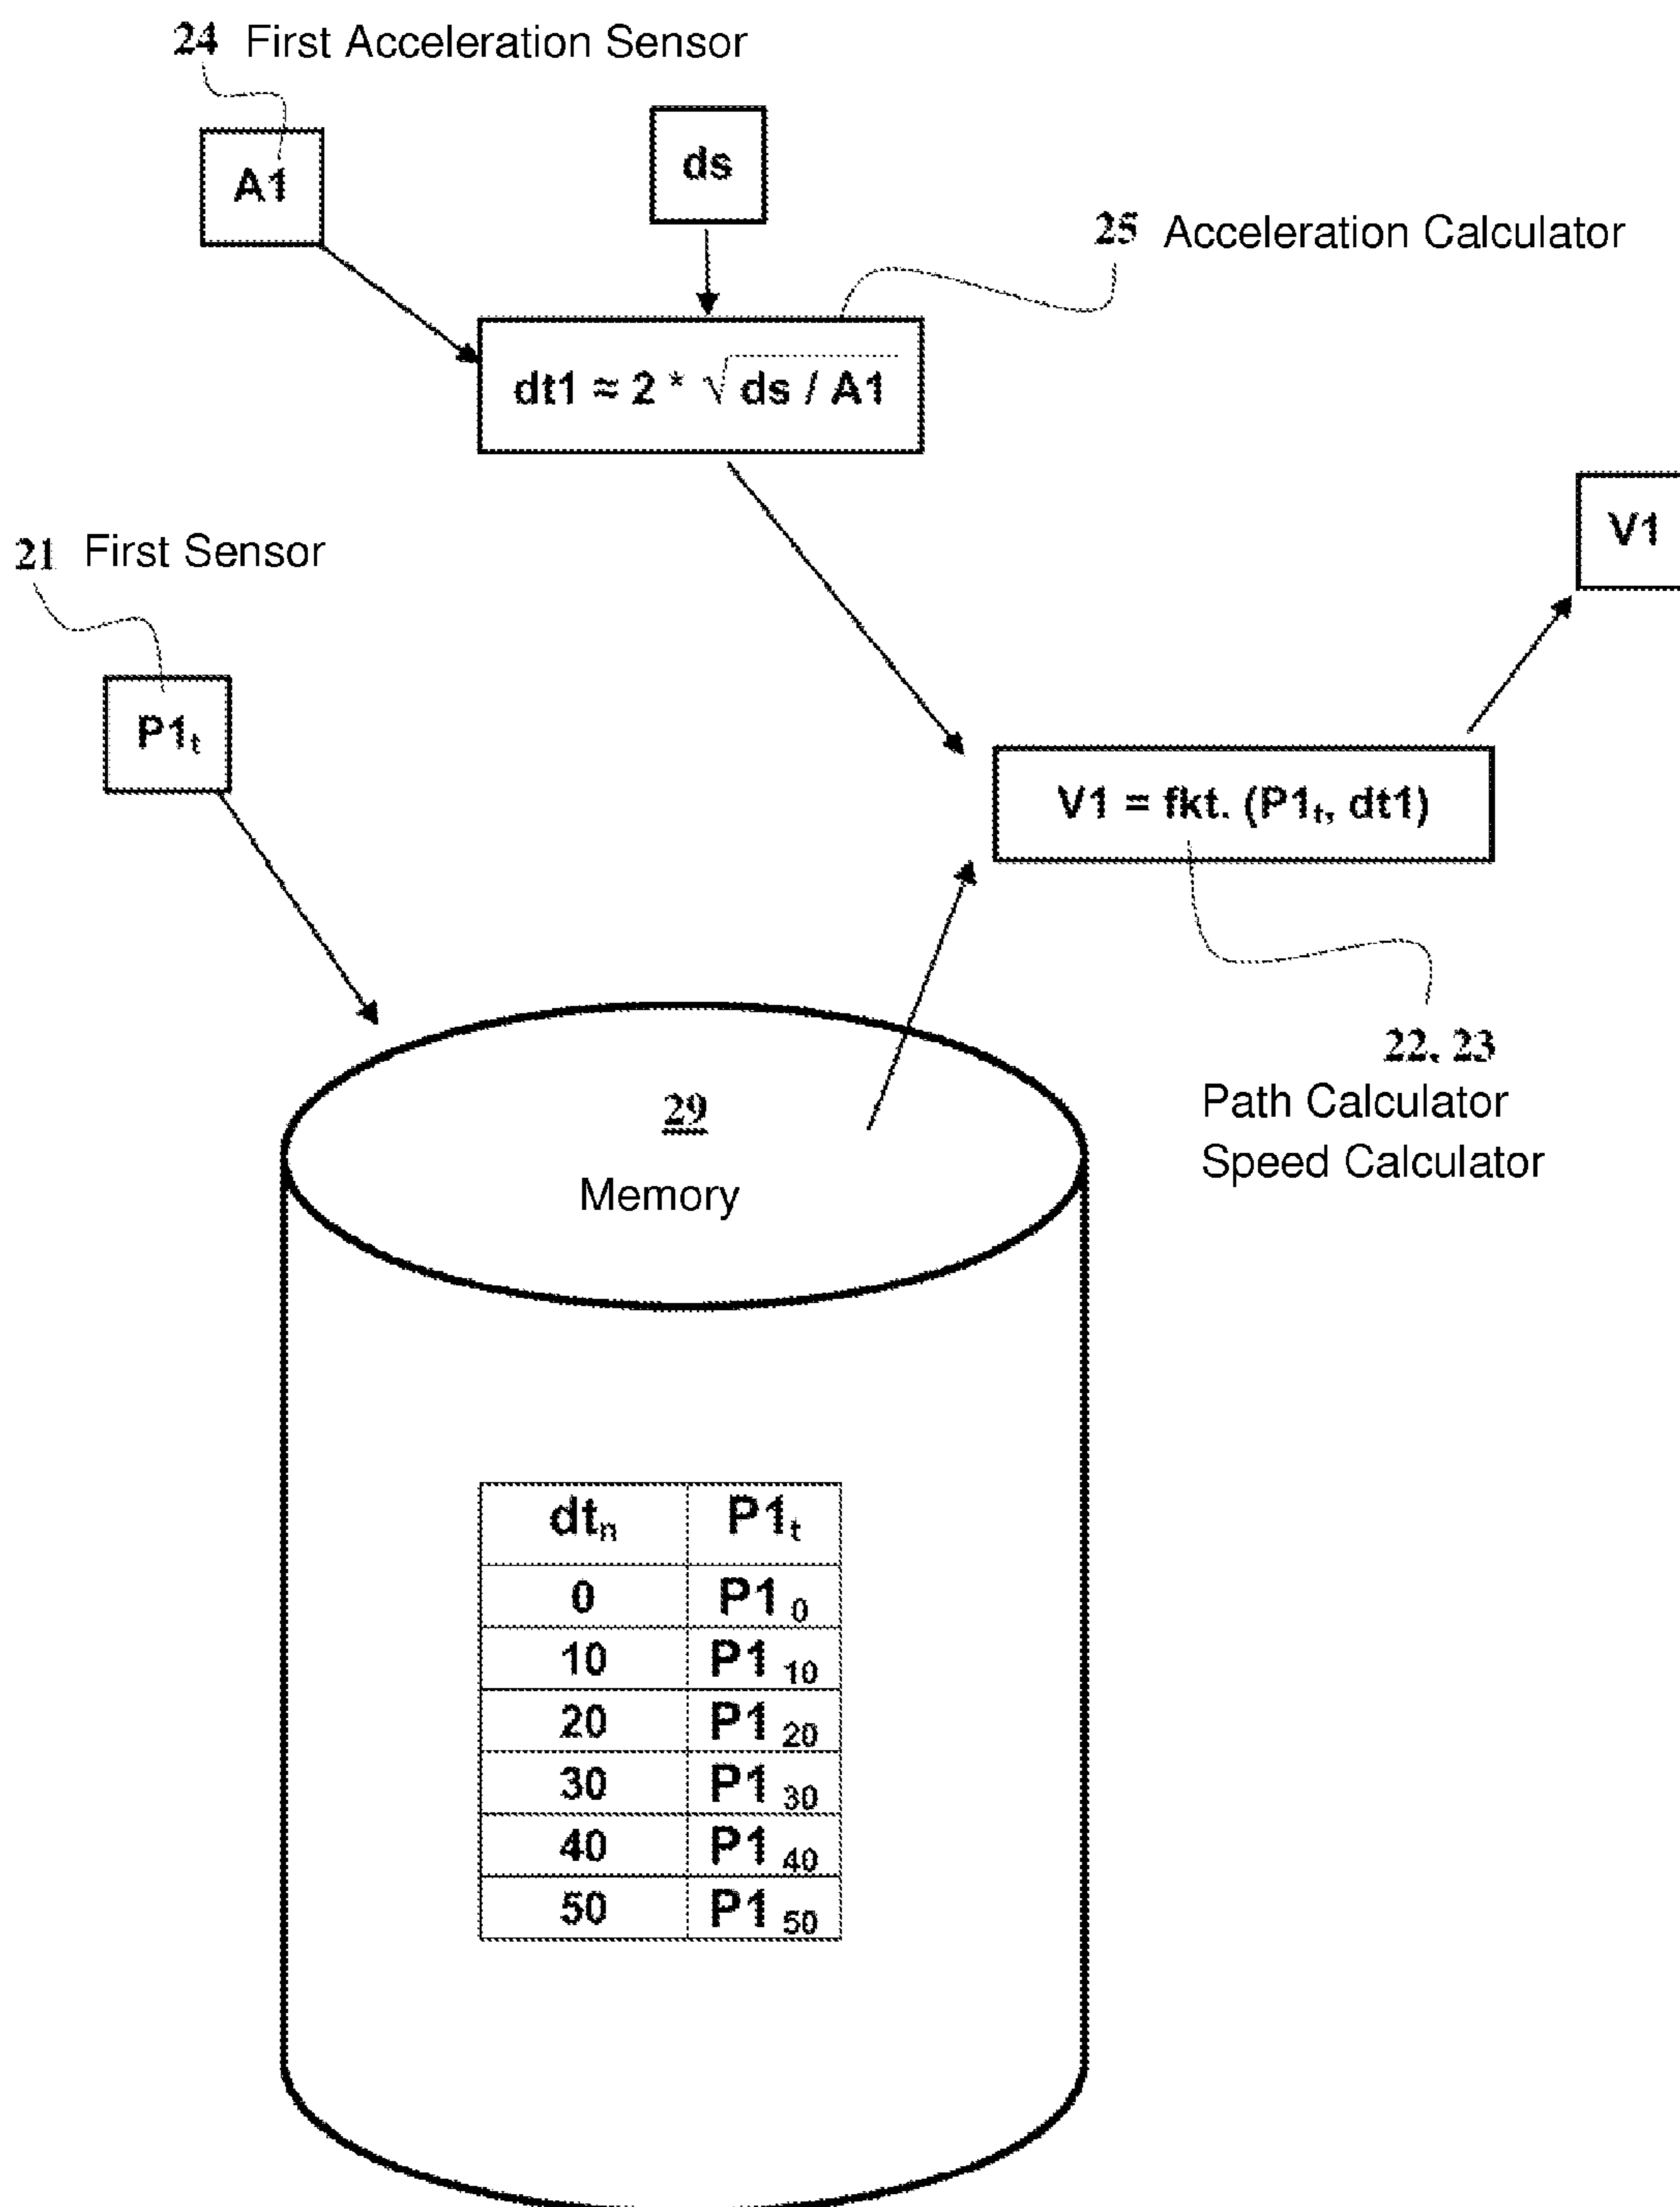 24 First Acceleration Sensor
A1
ds
25 Acceleration Calculator
dt1 ≈ 2 * √ ds / A1
V1
21 First Sensor
P1t
V1 = fkt. (P1t, dt1)
22, 23
Path Calculator
Speed Calculator
29
Memory
dtn P1t
0 P1 0
10 P1 10
20 P1 20
30 P1 30
40 P1 40
50 P1 50